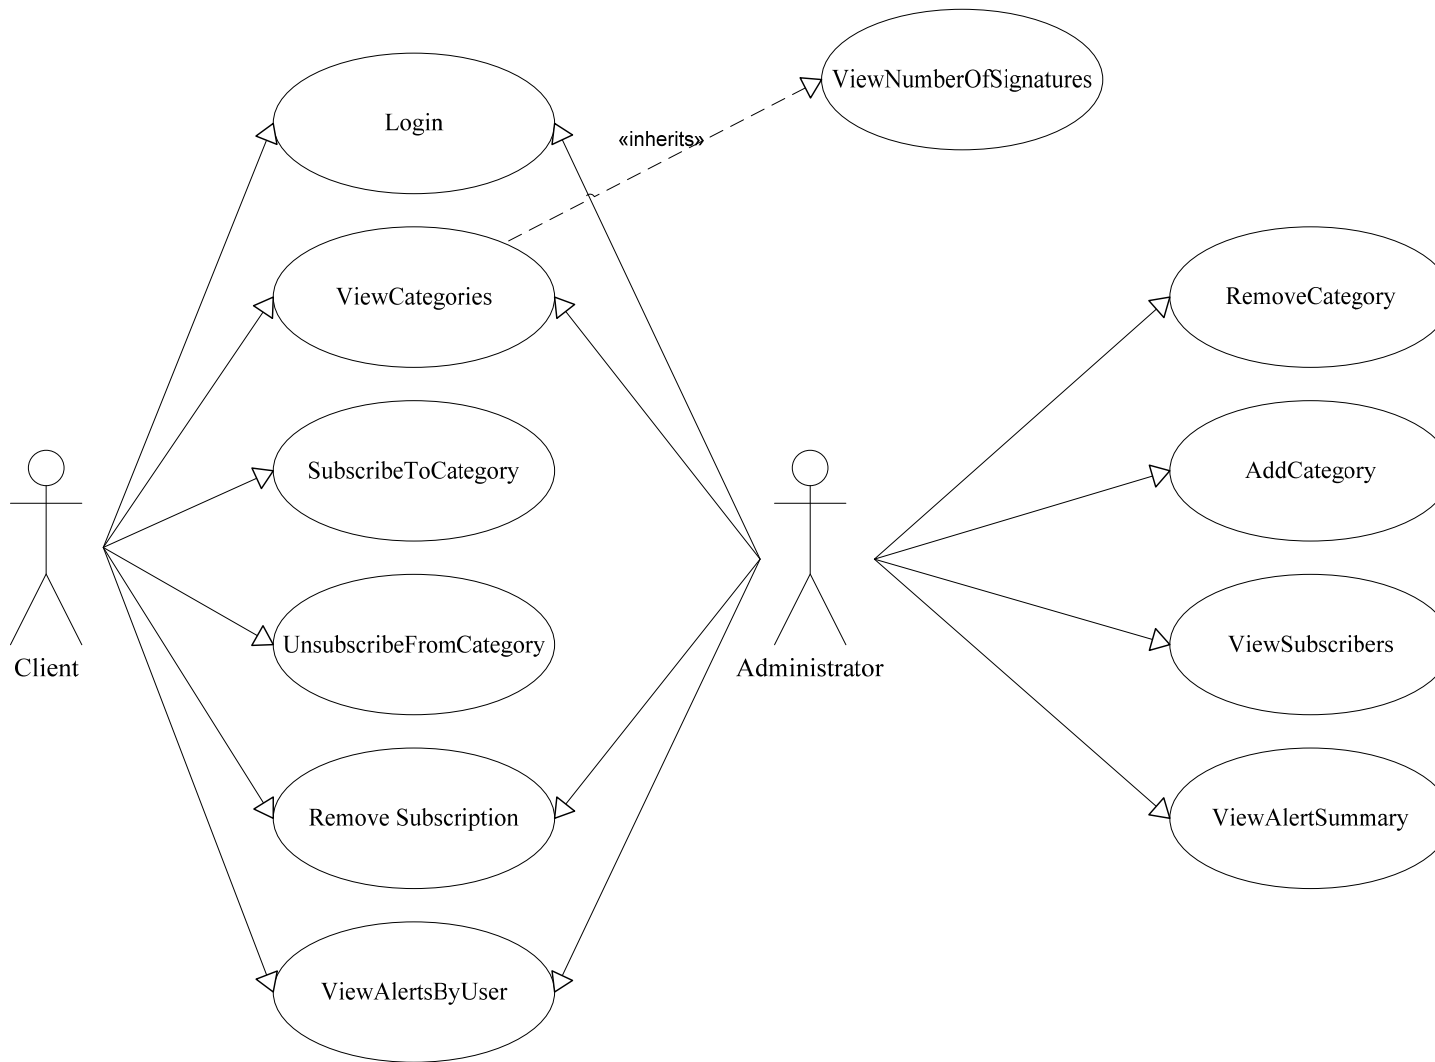 ViewNumberOfSignatures
Login
«inherits»
ViewCategories
RemoveCategory
SubscribeToCategory
AddCategory
UnsubscribeFromCategory
ViewSubscribers
Client
Administrator
Remove Subscription
ViewAlertSummary
ViewAlertsByUser